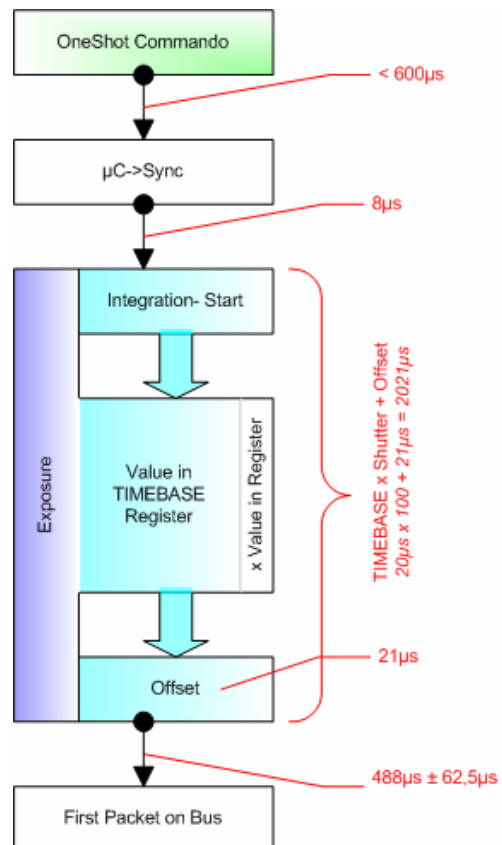 OneShot Commando
< 600µs
µC->Sync
8µs
Integration- Start
Exposure
Value in
TIMEBASE
Register
x Value in Register
TIMEBASE x Shutter + Offset
20µs x 100 + 21µs = 2021µs
21µs
Offset
488µs ± 62,5µs
First Packet on Bus